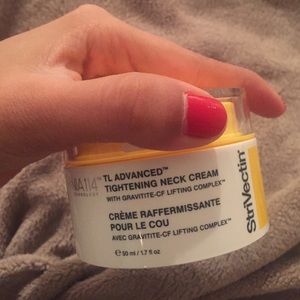 TL ADVANCED™
TIGHTENING NECK CREAM
WITH GRAVITITE-CF LIFTING COMPLEX™
CRÈME RAFFERMISSANTE
POUR LE COU
AVEC GRAVITITE-CF LIFTING COMPLEX™
e 50 ml / 1.7 fl oz.
StriVectin